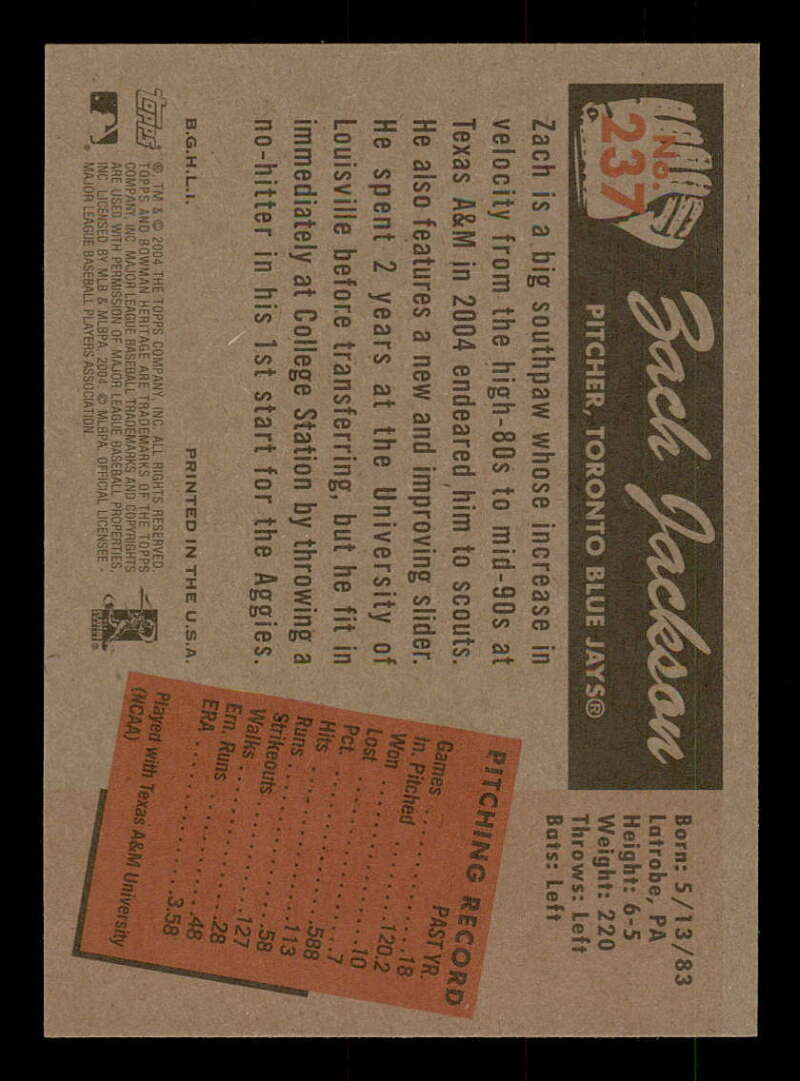 No.
237
Zach Jackson
PITCHER, TORONTO BLUE JAYS®
Born: 5/13/83
Latrobe, PA
Height: 6-5
Weight: 220
Throws: Left
Bats: Left
Zach is a big southpaw whose increase in
velocity from the high-80s to mid-90s at
Texas A&M in 2004 endeared him to scouts.
He also features a new and improving slider.
He spent 2 years at the University of
Louisville before transferring, but he fit in
immediately at College Station by throwing a
no-hitter in his 1st start for the Aggies.
PITCHING RECORD
PAST YR.
Games ..........18
In. Pitched ......120.2
Won ............10
Lost .............7
Pct. ............588
Hits ............113
Runs ............58
Strikeouts .......127
Walks ...........28
Ern. Runs ........48
ERA ...........3.58
Played with Texas A&M University
(NCAA)
B.G.H.L.I. PRINTED IN THE U.S.A.
Topps
® TM & © 2004 THE TOPPS COMPANY, INC. ALL RIGHTS RESERVED.
TOPPS AND BOWMAN HERITAGE ARE TRADEMARKS OF THE TOPPS
COMPANY, INC. MAJOR LEAGUE BASEBALL TRADEMARKS AND COPYRIGHTS
ARE USED WITH PERMISSION OF MAJOR LEAGUE BASEBALL PROPERTIES,
INC. LICENSED BY MLB & MLBPA. 2004 © MLBPA. OFFICIAL LICENSEE -
MAJOR LEAGUE BASEBALL PLAYERS ASSOCIATION